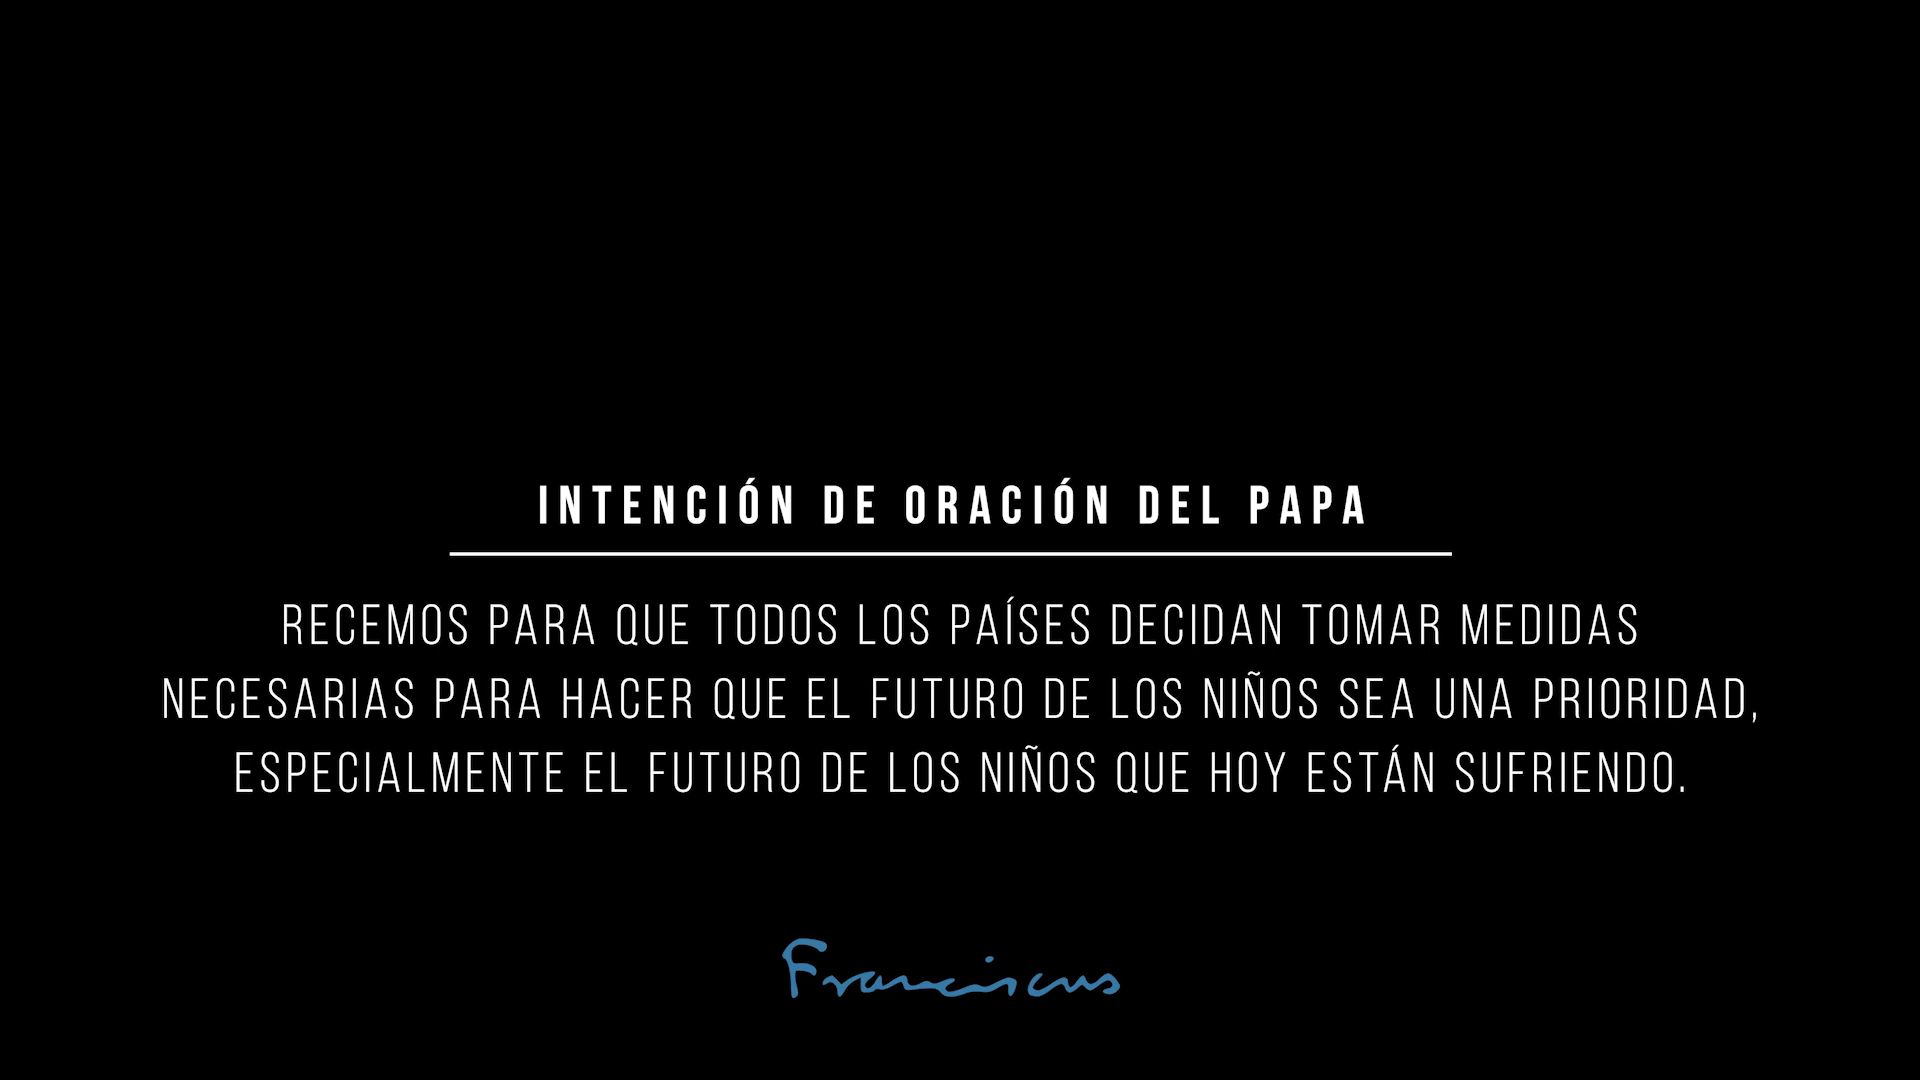 INTENCIÓN DE ORACIÓN DEL PAPA
RECEMOS PARA QUE TODOS LOS PAÍSES DECIDAN TOMAR MEDIDAS
NECESARIAS PARA HACER QUE EL FUTURO DE LOS NIÑOS SEA UNA PRIORIDAD,
ESPECIALMENTE EL FUTURO DE LOS NIÑOS QUE HOY ESTÁN SUFRIENDO.
Franciscus